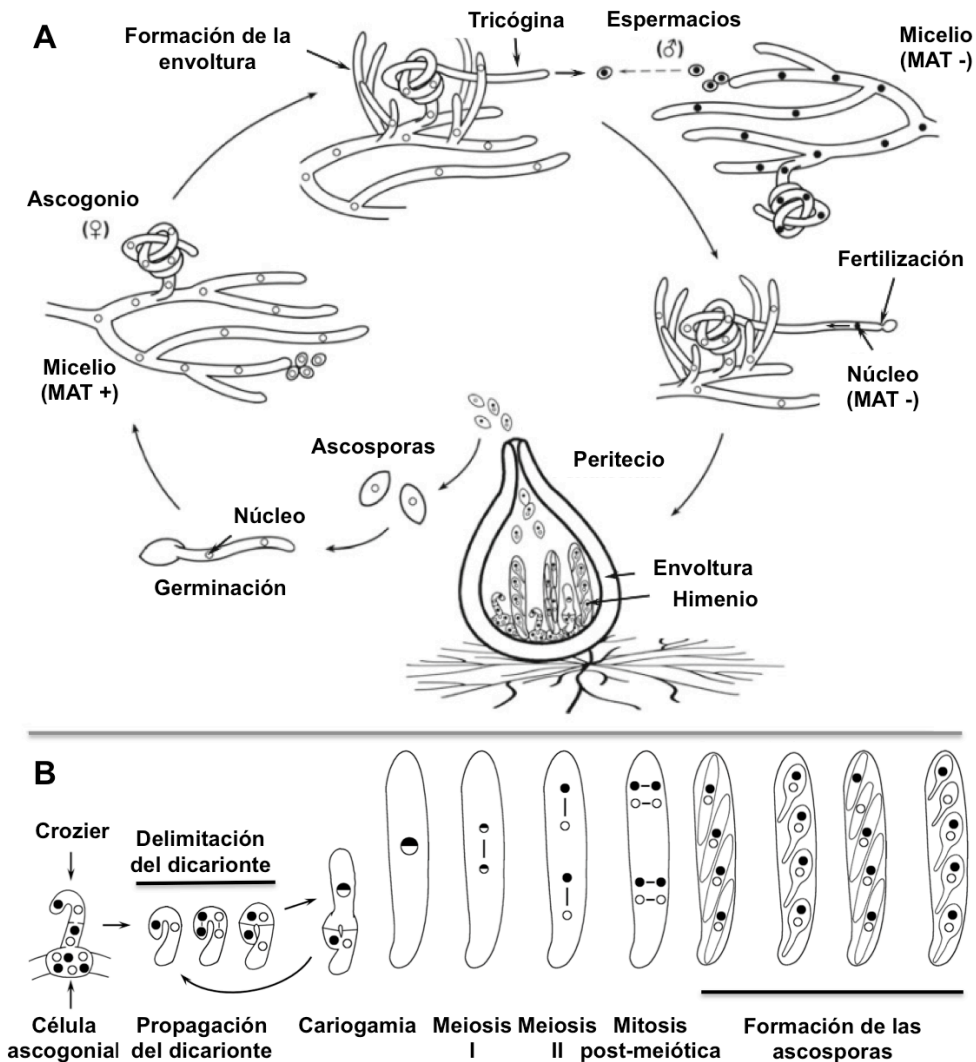 A
Formación de la
envoltura
Tricógina
Espermacios
(♂)
Micelio
(MAT -)
Ascogonio
(♀)
Fertilización
Micelio
(MAT +)
Núcleo
(MAT -)
Ascosporas
Peritecio
Núcleo
Germinación
Envoltura
Himenio
B
Crozier
Delimitación
del dicarionte
Célula
ascogonial
Propagación
del dicarionte
Cariogamia
Meiosis
I
Meiosis
II
Mitosis
post-meiótica
Formación de las
ascosporas